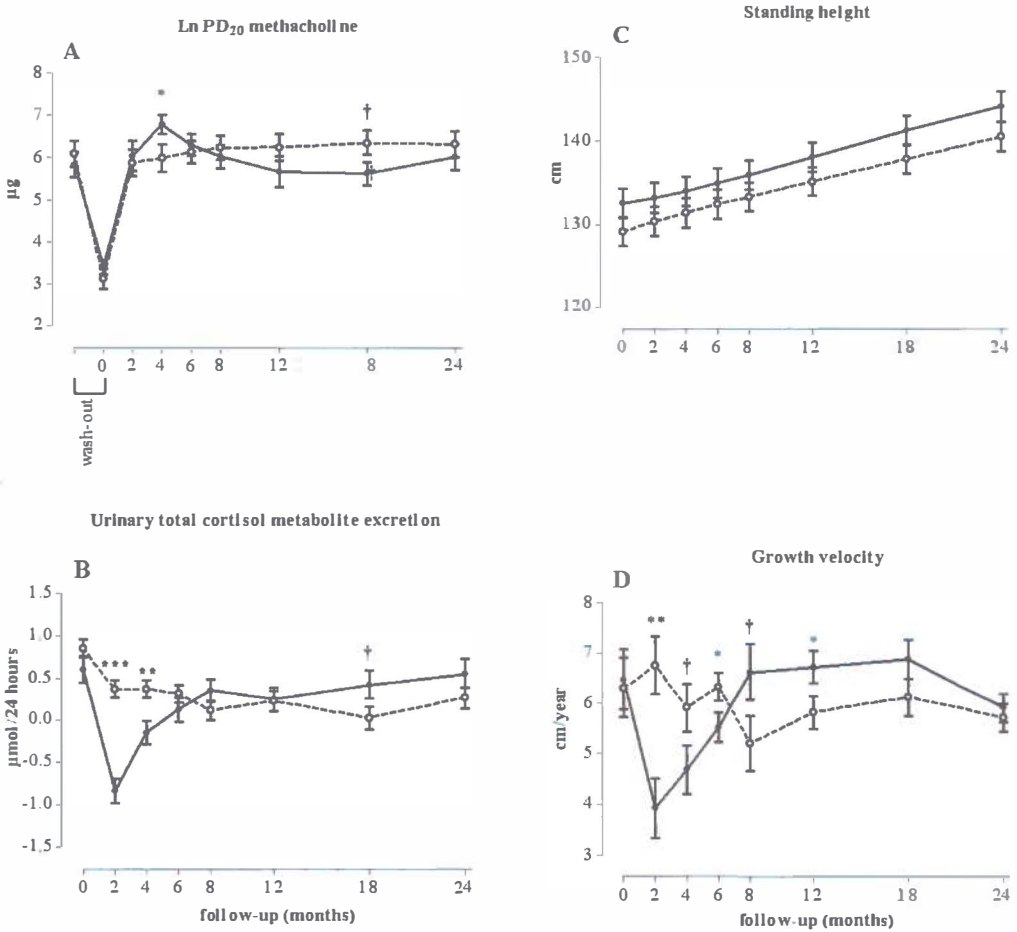 Ln PD20 methacholine
A
*
†
8
7
6
5
4
3
2
µg
0 2 4 6 8 12 8 24
wash-out
Standing height
C
150
140
130
120
cm
0 2 4 6 8 12 18 24
Urinary total cortisol metabolite excretion
B
*** ** †
1.5
1.0
0.5
0.0
-0.5
-1.0
-1.5
µmol/24 hours
0 2 4 6 8 12 18 24
follow-up (months)
Growth velocity
D
** † * † *
8
7
6
5
4
3
cm/year
0 2 4 6 8 12 18 24
follow-up (months)